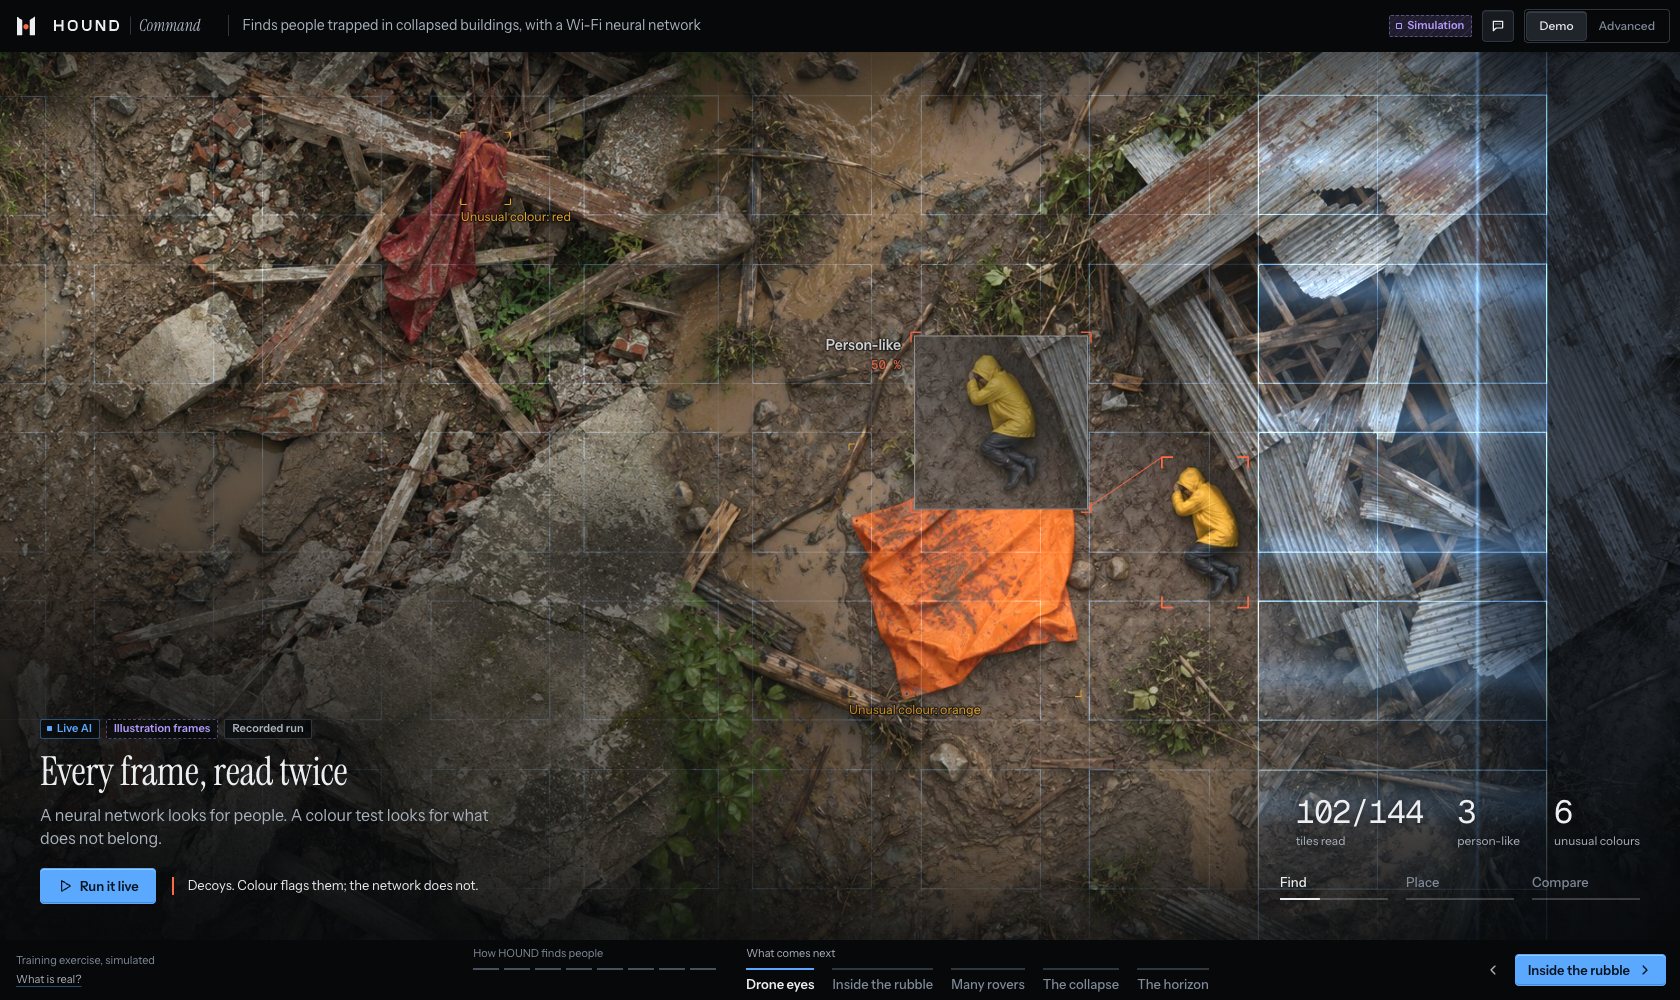 HOUND Command
Finds people trapped in collapsed buildings, with a Wi-Fi neural network
Simulation
Demo
Advanced
Unusual colour: red
Person-like
50 %
Unusual colour: orange
Live AI
Illustration frames
Recorded run
Every frame, read twice
A neural network looks for people. A colour test looks for what
does not belong.
Run it live
Decoys. Colour flags them; the network does not.
102/144
tiles read
3
person-like
6
unusual colours
Find
Place
Compare
Training exercise, simulated
What is real?
How HOUND finds people
What comes next
Drone eyes
Inside the rubble
Many rovers
The collapse
The horizon
Inside the rubble